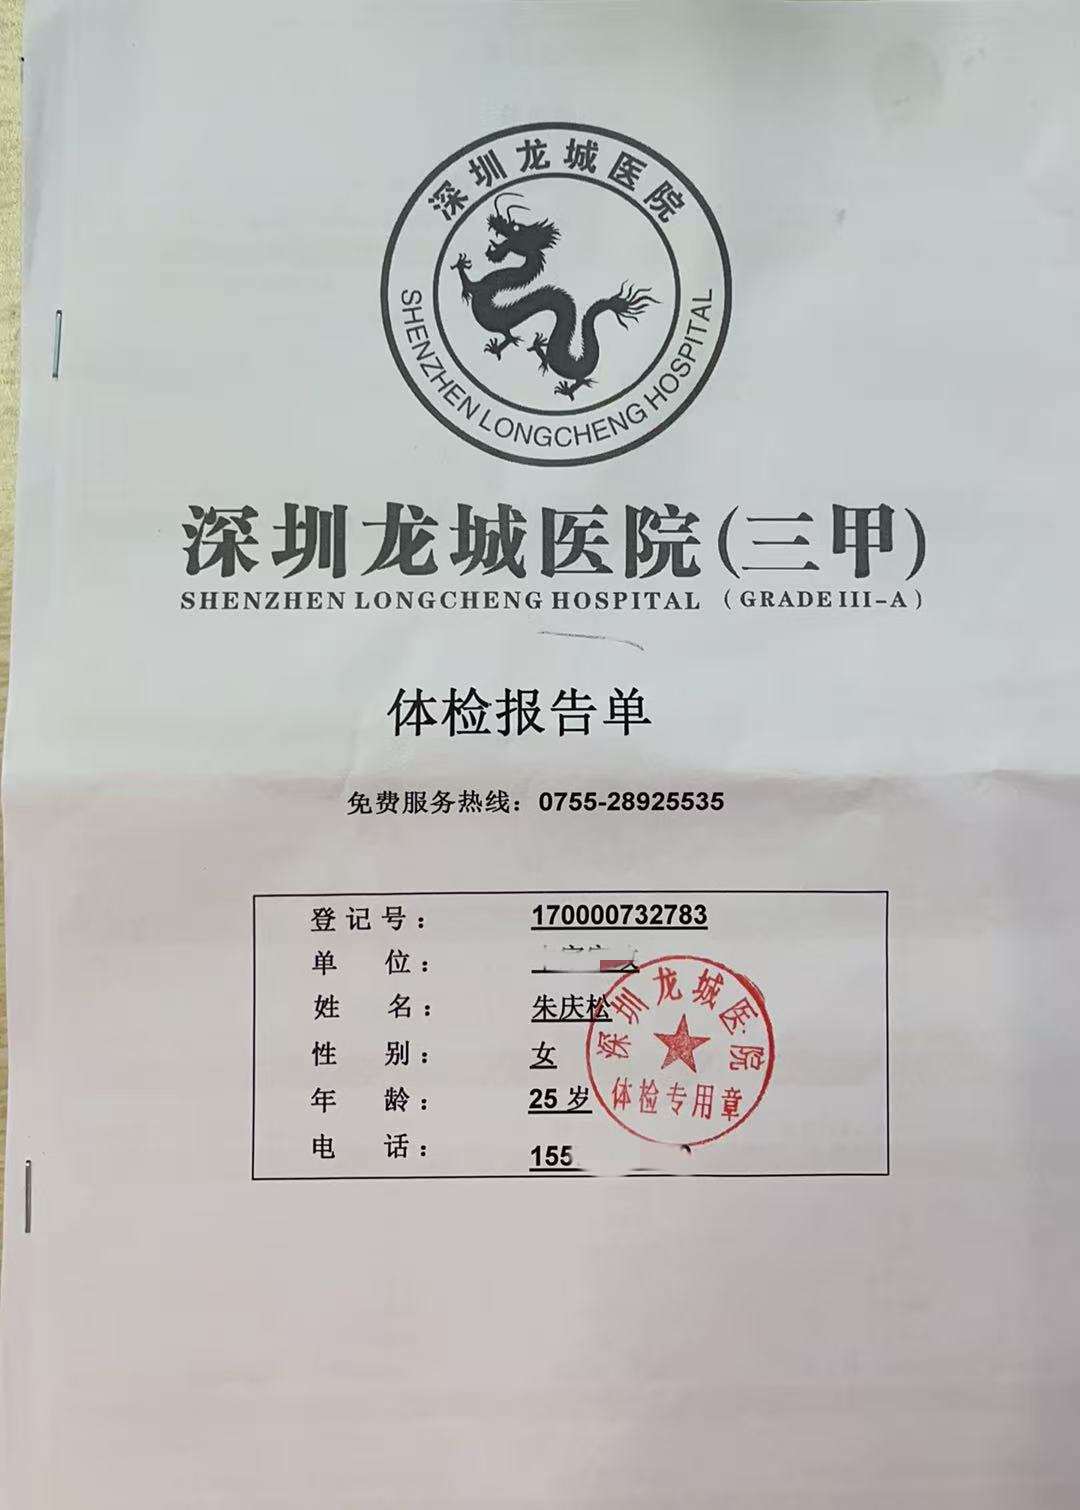 深圳龙城医院
SHENZHEN LONGCHENG HOSPITAL
深圳龙城医院(三甲)
SHENZHEN LONGCHENG HOSPITAL (GRADE III-A)
体检报告单
免费服务热线：0755-28925535
登记号： 170000732783
单位：
姓名： 朱庆松
性别： 女
年龄： 25 岁
电话： 155
深圳龙城医院
体检专用章